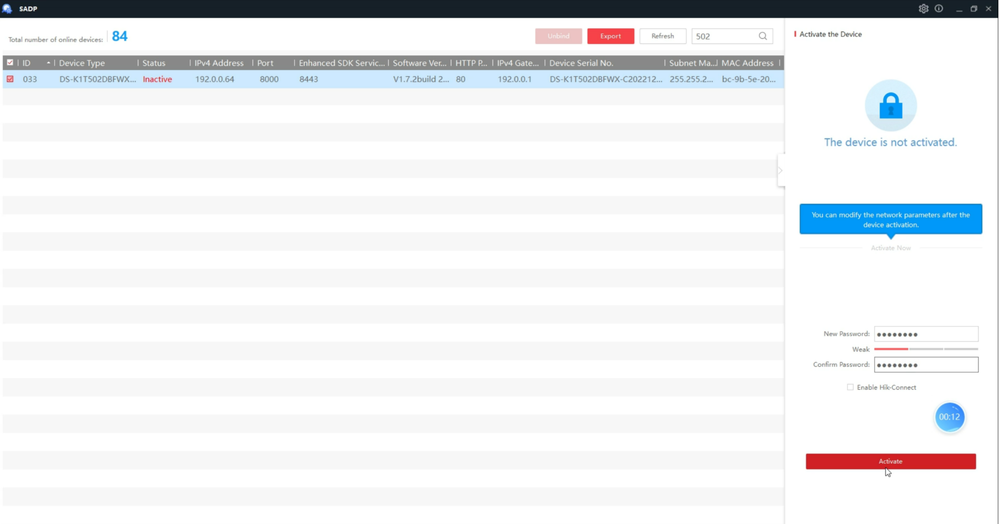 SADP
Total number of online devices: 84
Unbind Export Refresh 502
ID Device Type Status IPv4 Address Port Enhanced SDK Servic... Software Ver... HTTP P... IPv4 Gate... Device Serial No. Subnet Ma... MAC Address
033 DS-K1T502DBFWX... Inactive 192.0.0.64 8000 8443 V1.7.2build 2... 80 192.0.0.1 DS-K1T502DBFWX-C202212... 255.255.2... bc-9b-5e-20...
Activate the Device
The device is not activated.
You can modify the network parameters after the
device activation.
Activate Now
New Password: ●●●●●●●●
Weak
Confirm Password: ●●●●●●●●
Enable Hik-Connect
00:12
Activate